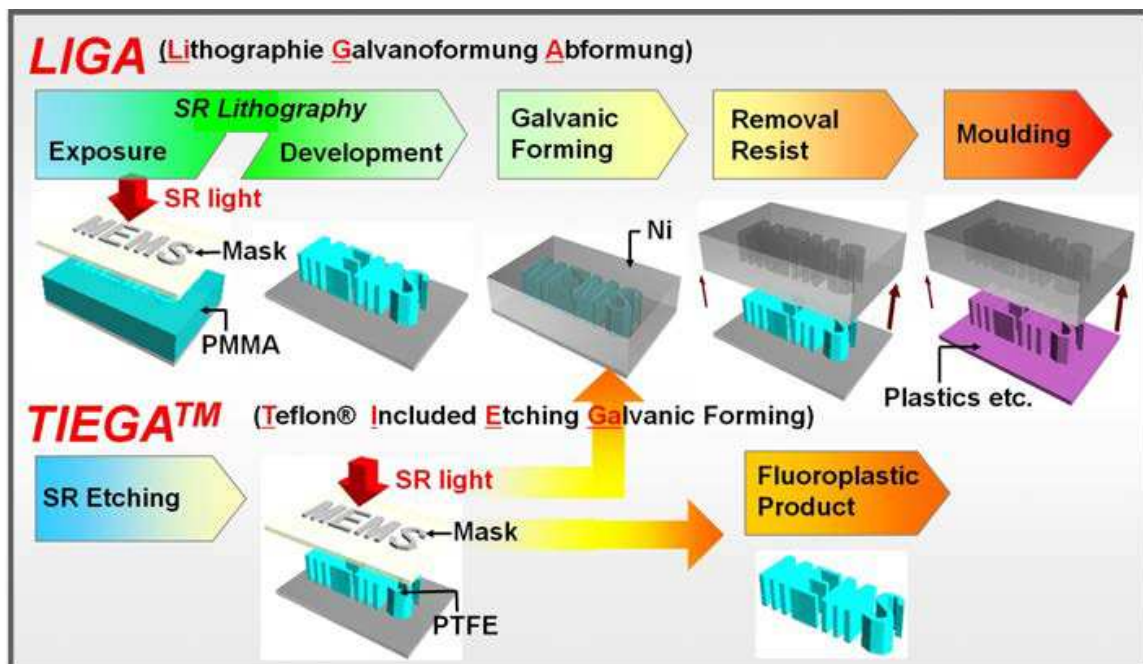 LIGA (Lithographie Galvanoformung Abformung)
SR Lithography
Exposure
Development
Galvanic
Forming
Removal
Resist
Moulding
SR light
MEMS
Mask
PMMA
Ni
Plastics etc.
TIEGA™ (Teflon® Included Etching Galvanic Forming)
SR Etching
SR light
MEMS
Mask
PTFE
Fluoroplastic
Product